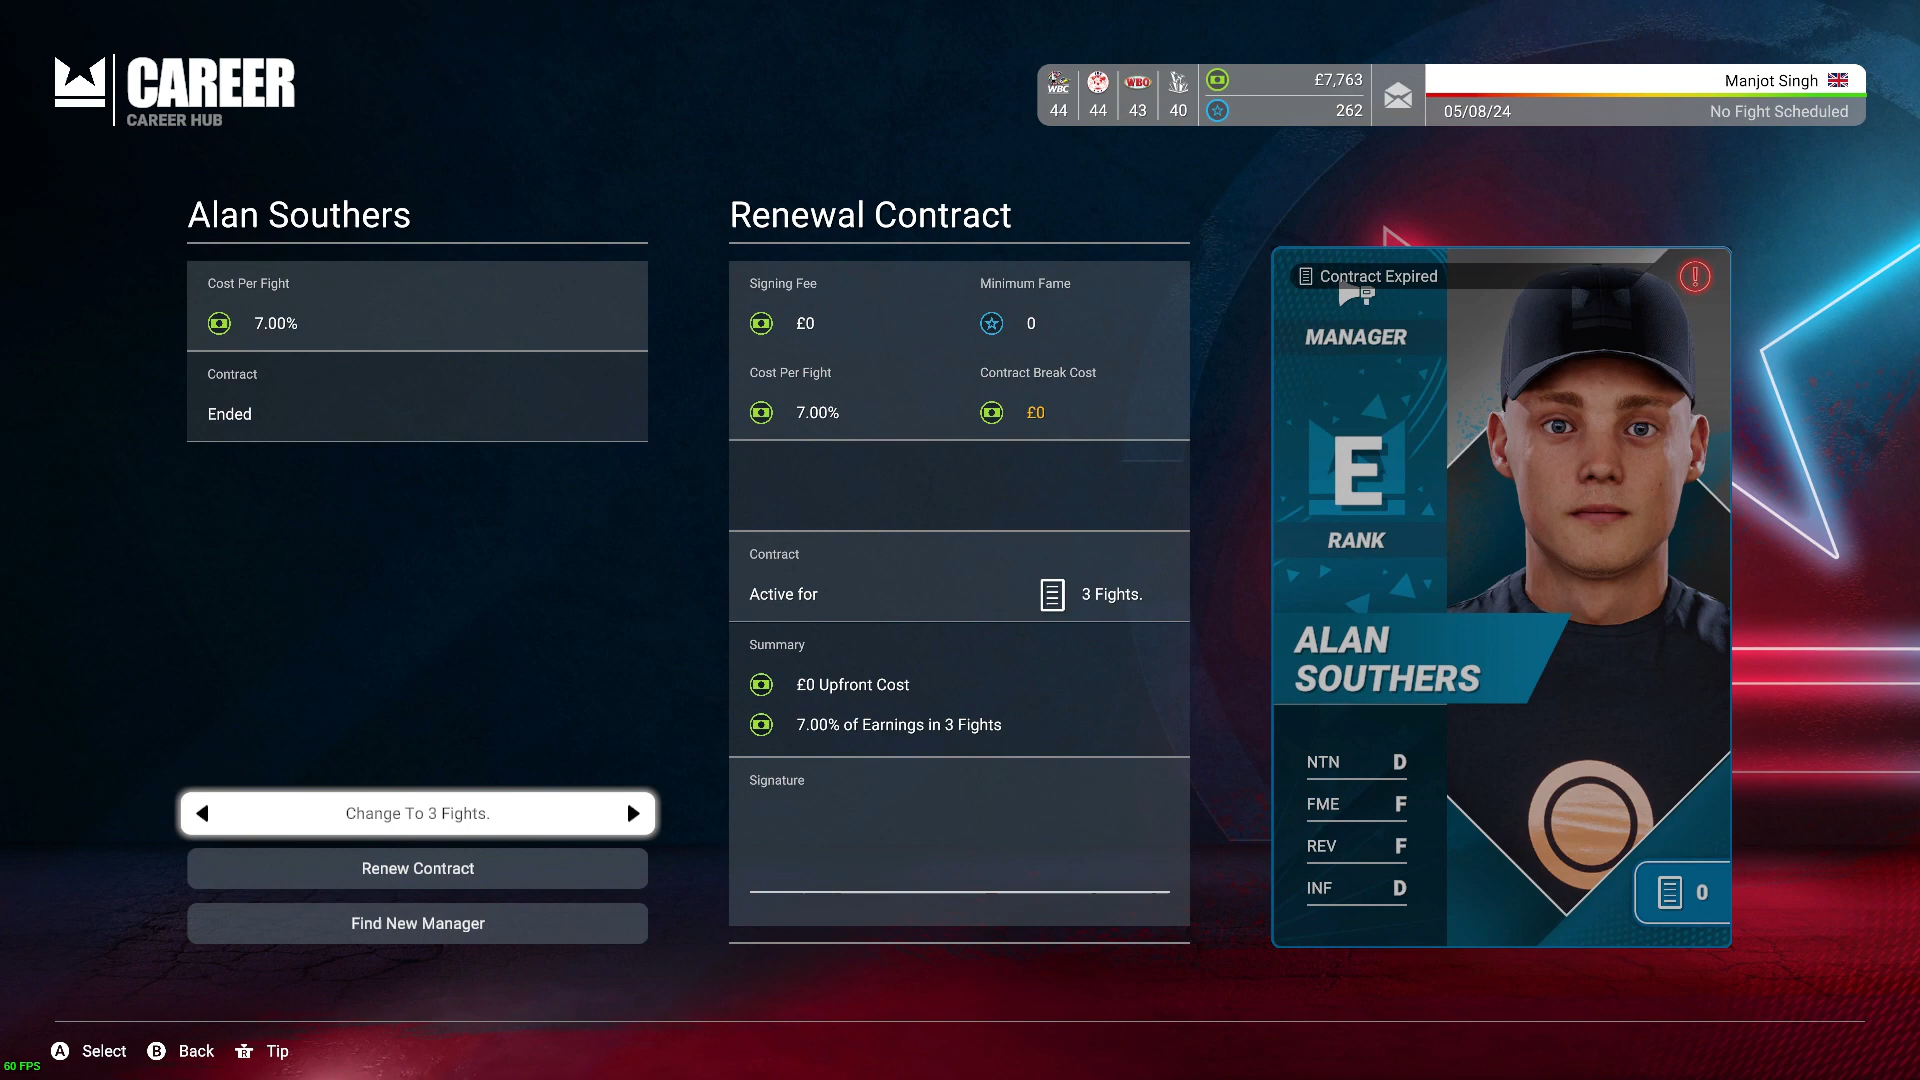 CAREER
CAREER HUB
WBC
WBO
44
44
43
40
£7,763
262
Manjot Singh
05/08/24
No Fight Scheduled
Alan Southers
Cost Per Fight
7.00%
Contract
Ended
Change To 3 Fights.
Renew Contract
Find New Manager
Renewal Contract
Signing Fee
Minimum Fame
£0
0
Cost Per Fight
Contract Break Cost
7.00%
£0
Contract
Active for
3 Fights.
Summary
£0 Upfront Cost
7.00% of Earnings in 3 Fights
Signature
Contract Expired
MANAGER
E
RANK
ALAN
SOUTHERS
NTN D
FME F
REV F
INF D
0
A Select B Back R Tip
60 FPS